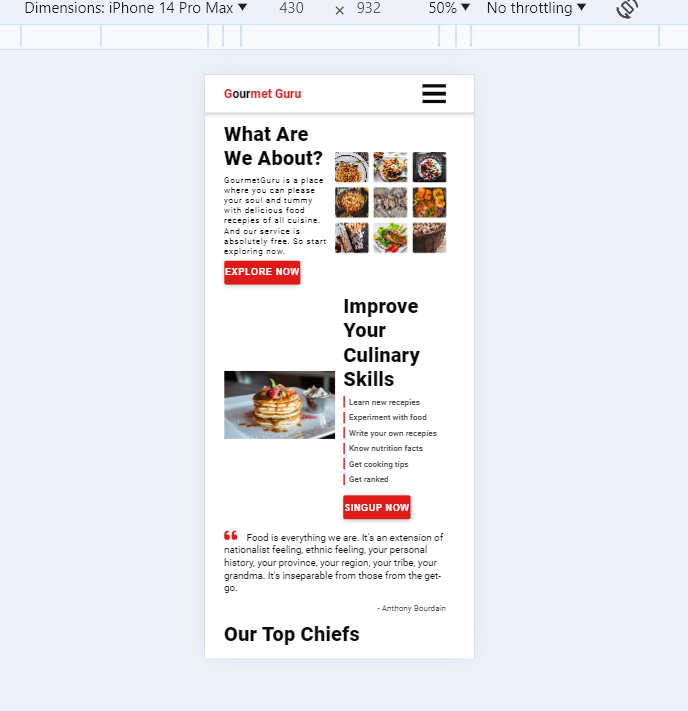 Dimensions: iPhone 14 Pro Max ▼ 430 × 932 50% ▼ No throttling ▼
Gourmet Guru
What Are
We About?
GourmetGuru is a place
where you can please
your soul and tummy
with delicious food
recepies of all cuisine.
And our service is
absolutely free. So start
exploring now.
EXPLORE NOW
Improve
Your
Culinary
Skills
Learn new recepies
Experiment with food
Write your own recepies
Know nutrition facts
Get cooking tips
Get ranked
SINGUP NOW
“ Food is everything we are. It's an extension of
nationalist feeling, ethnic feeling, your personal
history, your province, your region, your tribe, your
grandma. It's inseparable from those from the get-
go.
- Anthony Bourdain
Our Top Chiefs